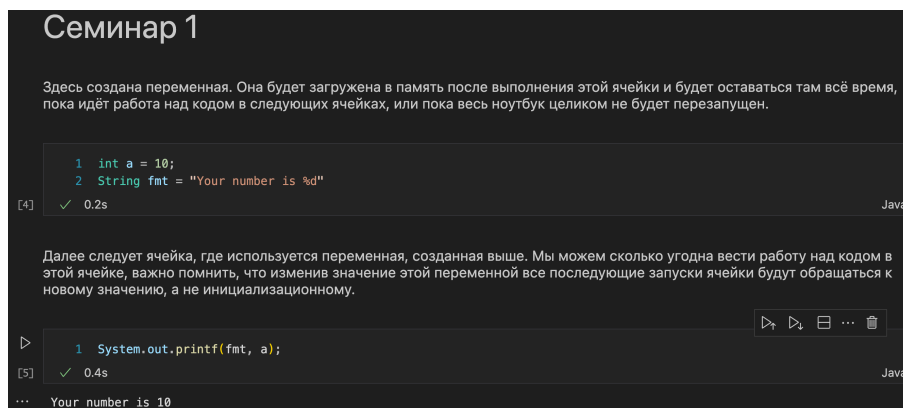 Семинар 1
Здесь создана переменная. Она будет загружена в память после выполнения этой ячейки и будет оставаться там всё время,
пока идёт работа над кодом в следующих ячейках, или пока весь ноутбук целиком не будет перезапущен.
1 int a = 10;
2 String fmt = "Your number is %d"
[4] ✓ 0.2s Java
Далее следует ячейка, где используется переменная, созданная выше. Мы можем сколько угодна вести работу над кодом в
этой ячейке, важно помнить, что изменив значение этой переменной все последующие запуски ячейки будут обращаться к
новому значению, а не инициализационному.
1 System.out.printf(fmt, a);
[5] ✓ 0.4s Java
... Your number is 10